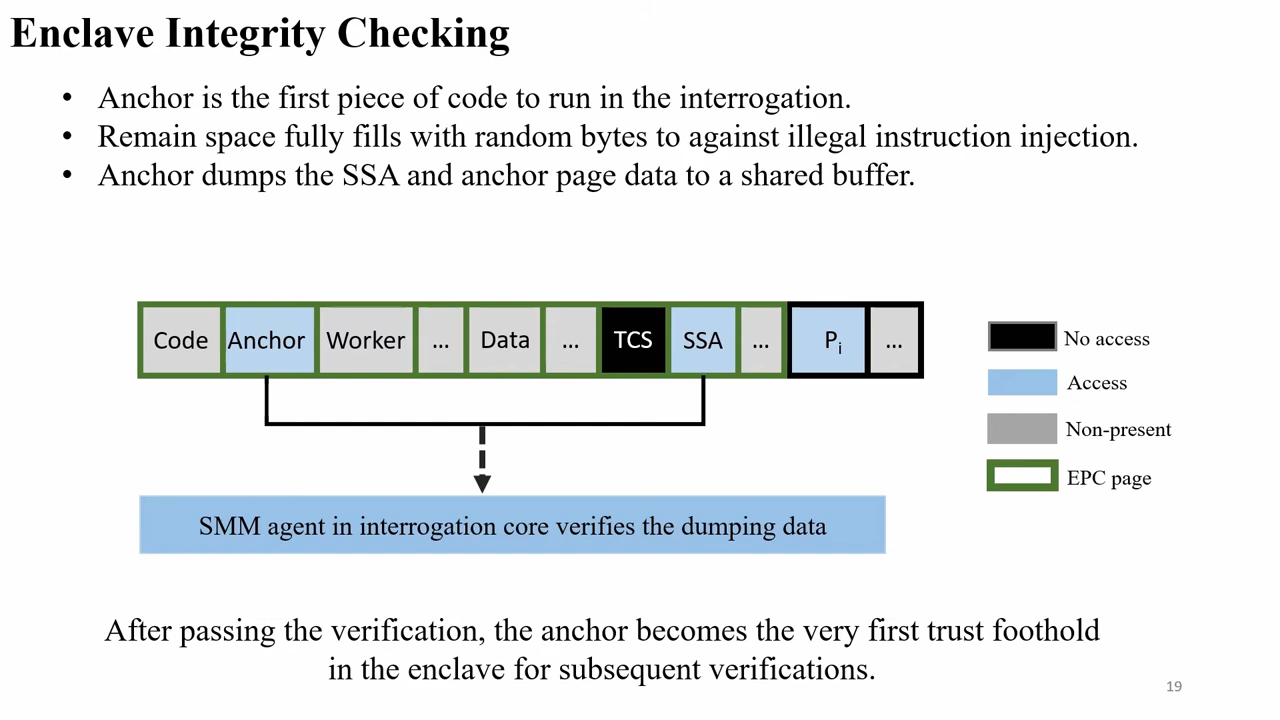 Enclave Integrity Checking
• Anchor is the first piece of code to run in the interrogation.
• Remain space fully fills with random bytes to against illegal instruction injection.
• Anchor dumps the SSA and anchor page data to a shared buffer.
Code Anchor Worker ... Data ... TCS SSA ... Pi ...
No access
Access
Non-present
EPC page
SMM agent in interrogation core verifies the dumping data
After passing the verification, the anchor becomes the very first trust foothold
in the enclave for subsequent verifications.
19